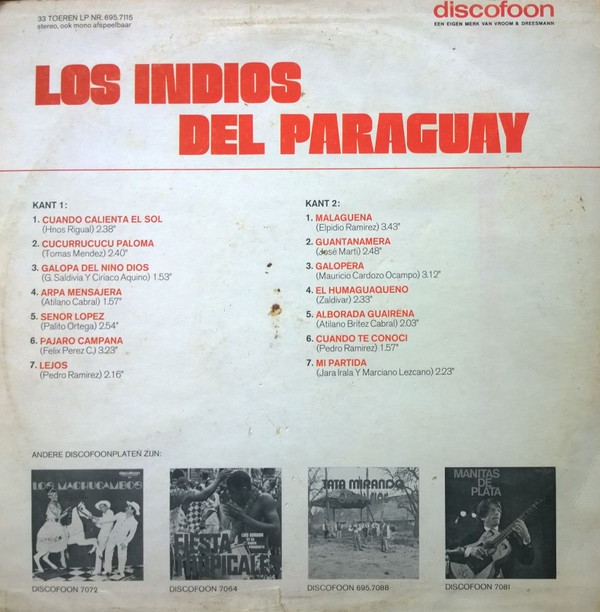 33 TOEREN LP NR. 695.7115
stereo, ook mono afspeelbaar
discofoon
EEN EIGEN MERK VAN VROOM & DREESMANN
LOS INDIOS
DEL PARAGUAY
KANT 1:
1. CUANDO CALIENTA EL SOL
(Hnos Rigual) 2.38"
2. CUCURRUCUCU PALOMA
(Tomas Mendez) 2.40"
3. GALOPA DEL NINO DIOS
(G. Saldivia Y Ciriaco Aquino) 1.53"
4. ARPA MENSAJERA
(Atilano Cabral) 1.57"
5. SENOR LOPEZ
(Palito Ortega) 2.54"
6. PAJARO CAMPANA
(Felix Perez C.) 3.23"
7. LEJOS
(Pedro Ramirez) 2.16"
KANT 2:
1. MALAGUENA
(Elpidio Ramirez) 3.43"
2. GUANTANAMERA
(José Marti) 2.48"
3. GALOPERA
(Mauricio Cardozo Ocampo) 3.12"
4. EL HUMAGUAQUENO
(Zaldivar) 2.33"
5. ALBORADA GUAIRENA
(Atilano Britez Cabral) 2.03"
6. CUANDO TE CONOCI
(Pedro Ramirez) 1.57"
7. MI PARTIDA
(Jara Irala Y Marciano Lezcano) 2.23"
ANDERE DISCOFOONPLATEN ZIJN:
LOS MACHUCAMBOS
FIESTA
TROPICALE
TATA MIRANDO
MANITAS
DE
PLATA
DISCOFOON 7072
DISCOFOON 7064
DISCOFOON 695.7088
DISCOFOON 7081